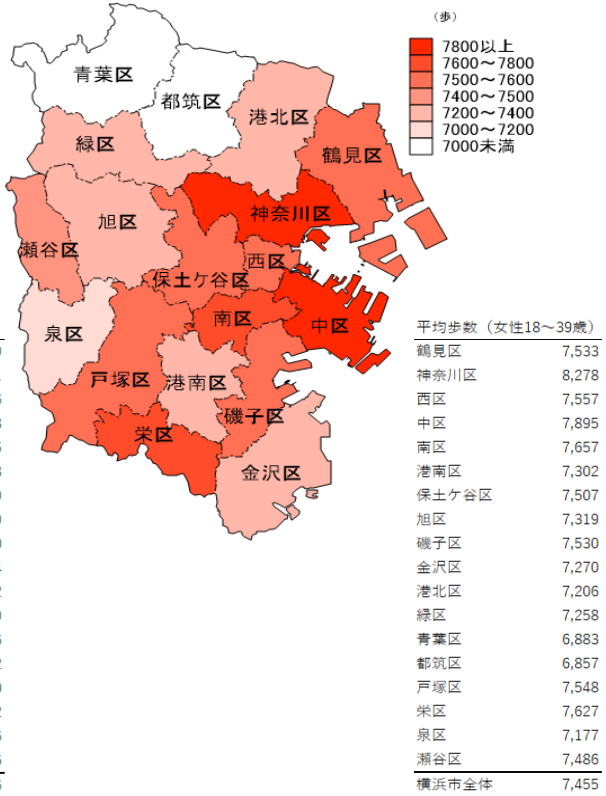 （歩）
7800以上
7600～7800
7500～7600
7400～7500
7200～7400
7000～7200
7000未満
青葉区
都筑区
港北区
緑区
鶴見区
神奈川区
旭区
瀬谷区
西区
保土ケ谷区
南区
中区
泉区
戸塚区
港南区
磯子区
栄区
金沢区
平均歩数（女性18～39歳）
鶴見区 7,533
神奈川区 8,278
西区 7,557
中区 7,895
南区 7,657
港南区 7,302
保土ケ谷区 7,507
旭区 7,319
磯子区 7,530
金沢区 7,270
港北区 7,206
緑区 7,258
青葉区 6,883
都筑区 6,857
戸塚区 7,548
栄区 7,627
泉区 7,177
瀬谷区 7,486
横浜市全体 7,455